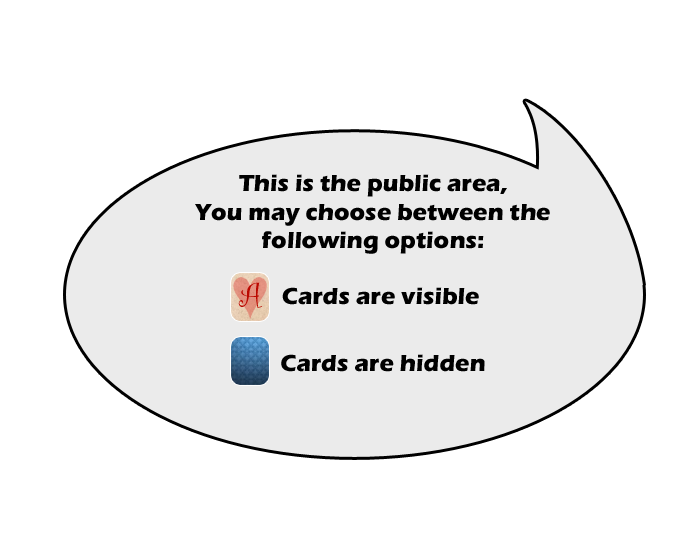 This is the public area,
You may choose between the
following options:
A Cards are visible
Cards are hidden